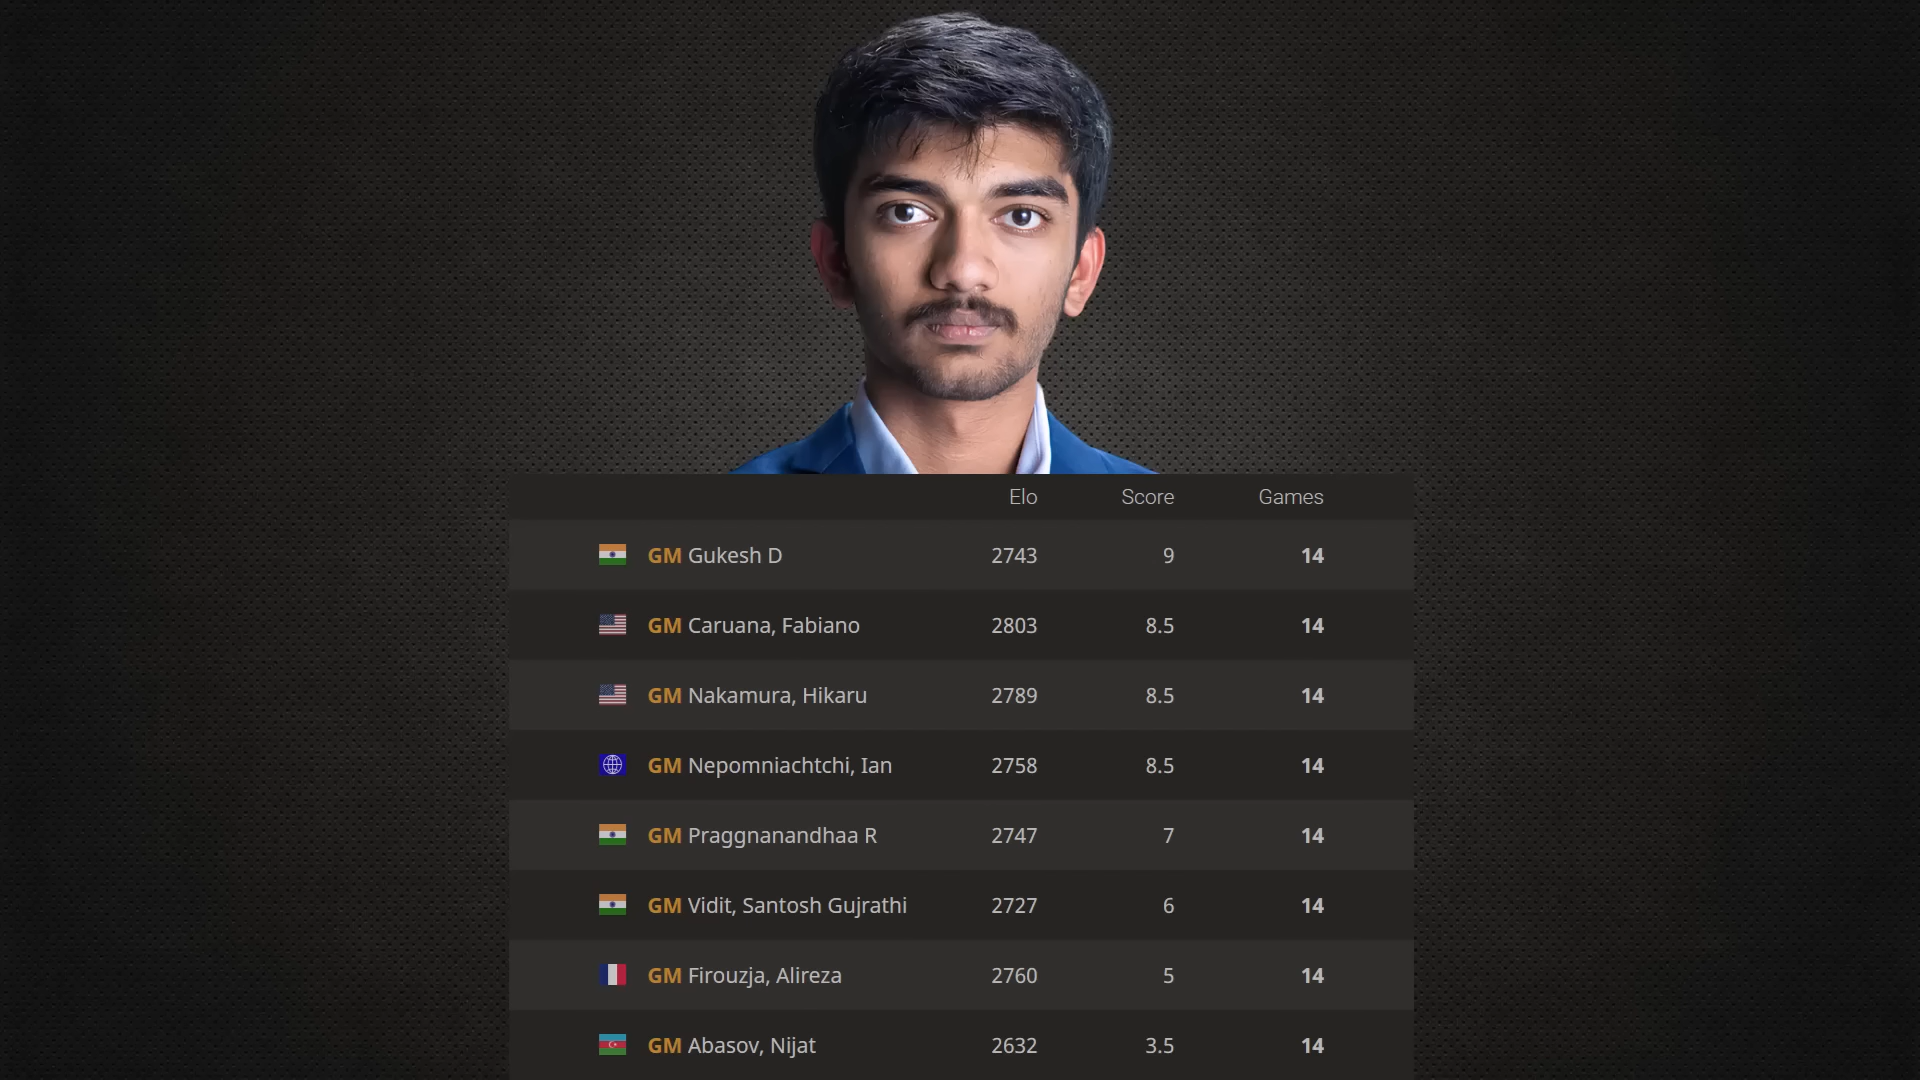 Elo Score Games
GM Gukesh D 2743 9 14
GM Caruana, Fabiano 2803 8.5 14
GM Nakamura, Hikaru 2789 8.5 14
GM Nepomniachtchi, Ian 2758 8.5 14
GM Praggnanandhaa R 2747 7 14
GM Vidit, Santosh Gujrathi 2727 6 14
GM Firouzja, Alireza 2760 5 14
GM Abasov, Nijat 2632 3.5 14